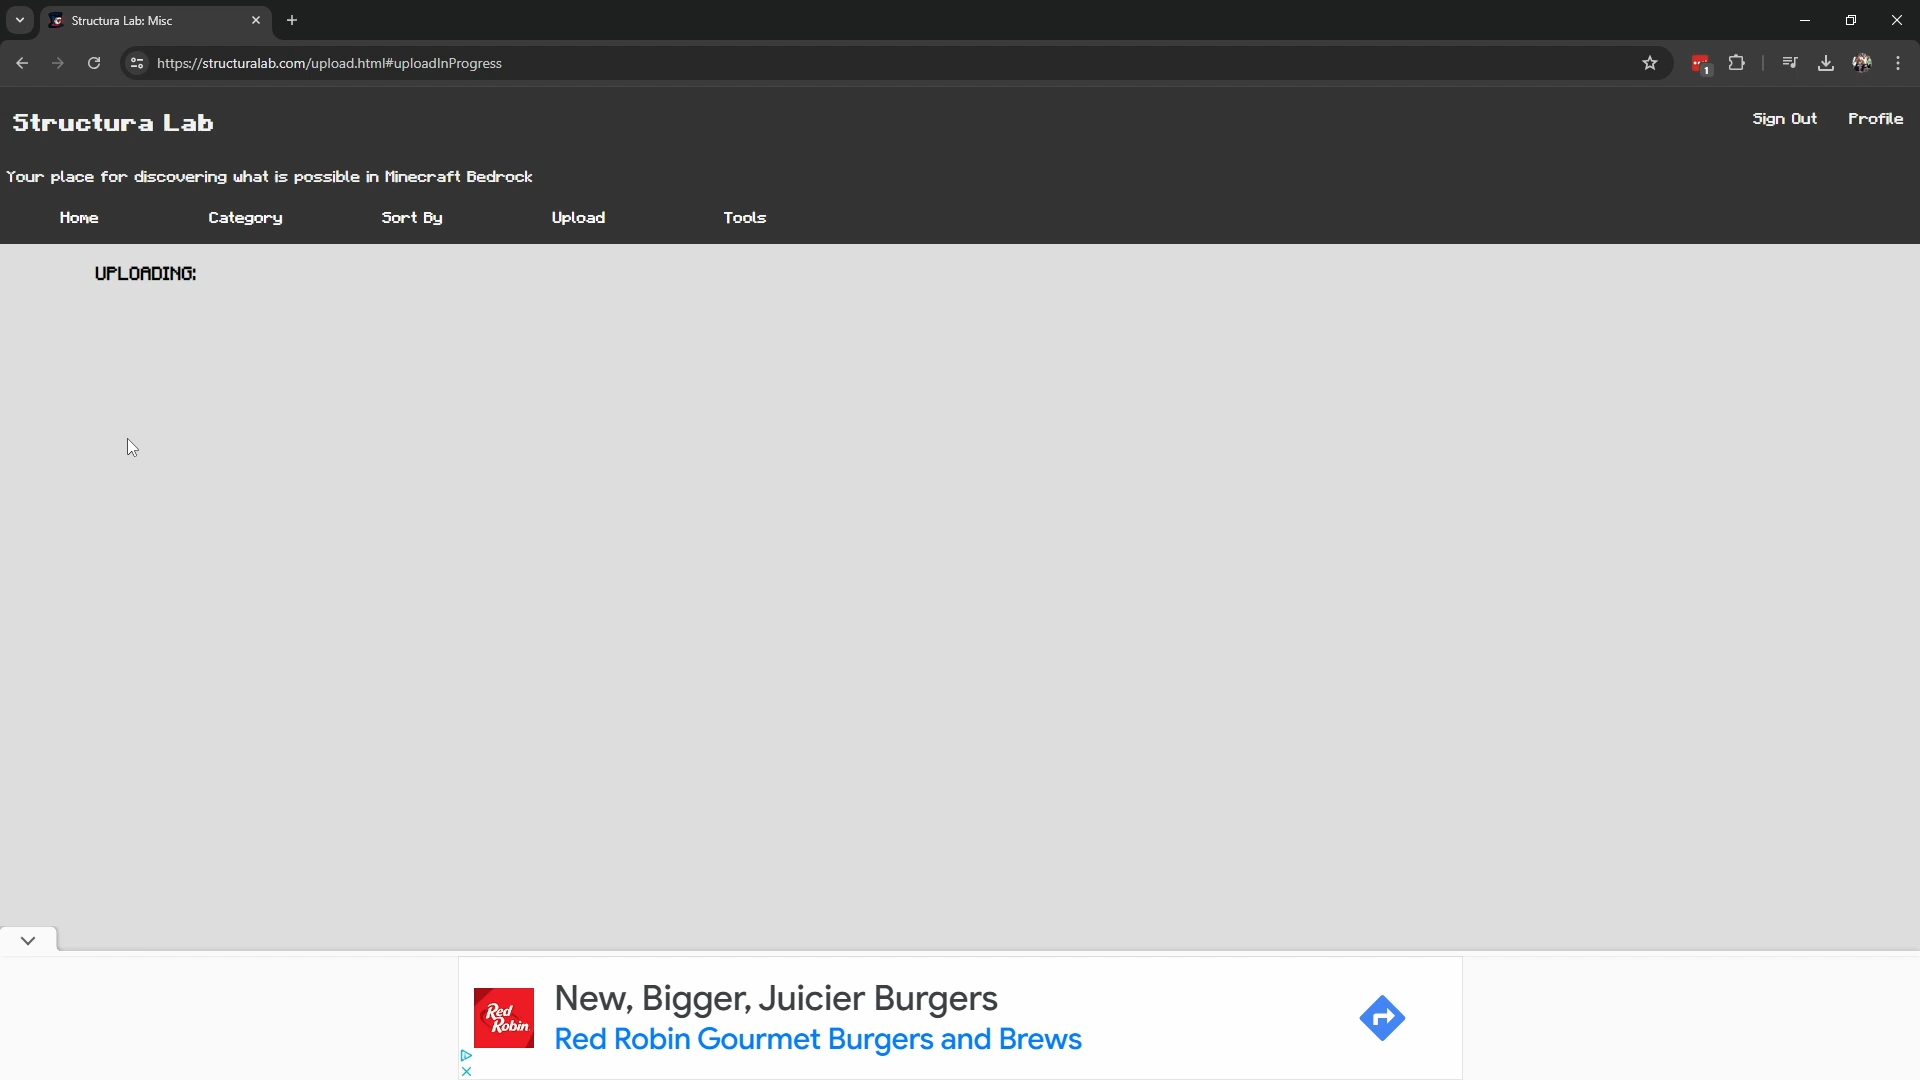 Structura Lab: Misc
https://structuralab.com/upload.html#uploadInProgress
1
Structura Lab
Sign Out
Profile
Your place for discovering what is possible in Minecraft Bedrock
Home
Category
Sort By
Upload
Tools
UPLOADING:
New, Bigger, Juicier Burgers
Red Robin
Red Robin Gourmet Burgers and Brews